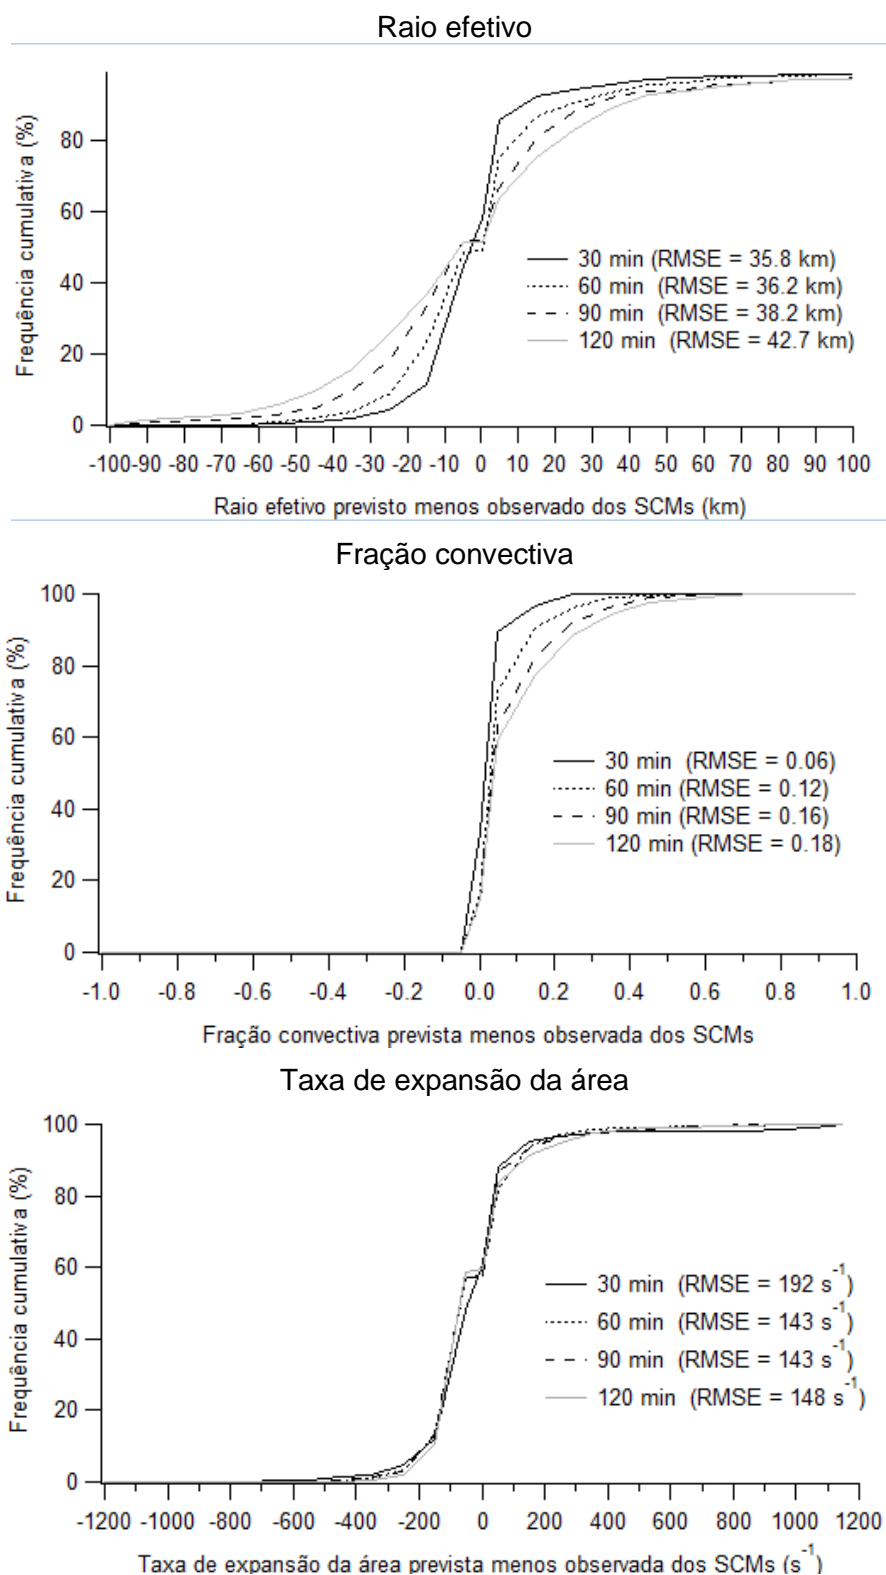 Raio efetivo
Frequência cumulativa (%)
80
60
40
20
0
30 min (RMSE = 35.8 km)
60 min (RMSE = 36.2 km)
90 min (RMSE = 38.2 km)
120 min (RMSE = 42.7 km)
-100-90 -80 -70 -60 -50 -40 -30 -20 -10 0 10 20 30 40 50 60 70 80 90 100
Raio efetivo previsto menos observado dos SCMs (km)
Fração convectiva
Frequência cumulativa (%)
100
80
60
40
20
0
30 min (RMSE = 0.06)
60 min (RMSE = 0.12)
90 min (RMSE = 0.16)
120 min (RMSE = 0.18)
-1.0 -0.8 -0.6 -0.4 -0.2 0.0 0.2 0.4 0.6 0.8 1.0
Fração convectiva prevista menos observada dos SCMs
Taxa de expansão da área
Frequência cumulativa (%)
100
80
60
40
20
0
30 min (RMSE = 192 s⁻¹)
60 min (RMSE = 143 s⁻¹)
90 min (RMSE = 143 s⁻¹)
120 min (RMSE = 148 s⁻¹)
-1200 -1000 -800 -600 -400 -200 0 200 400 600 800 1000 1200
Taxa de expansão da área prevista menos observada dos SCMs (s⁻¹)